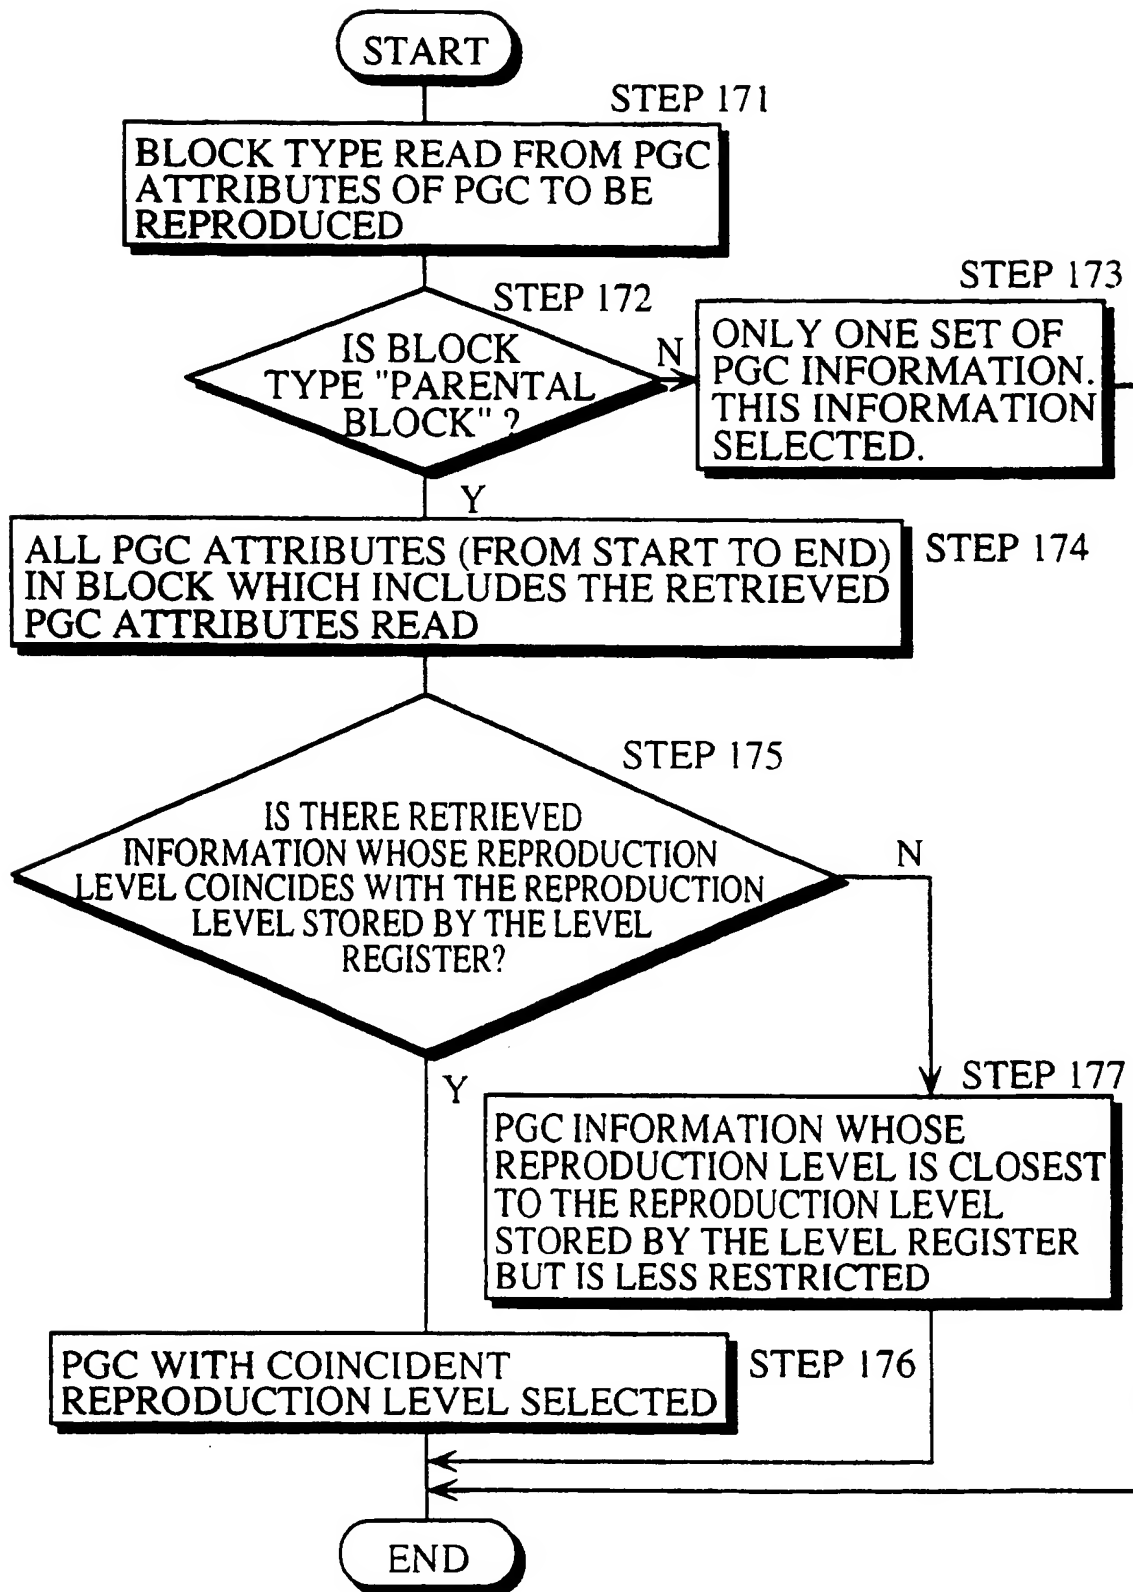 START
STEP 171
BLOCK TYPE READ FROM PGC
ATTRIBUTES OF PGC TO BE
REPRODUCED
STEP 172
IS BLOCK
TYPE "PARENTAL
BLOCK" ?
N
STEP 173
ONLY ONE SET OF
PGC INFORMATION.
THIS INFORMATION
SELECTED.
Y
ALL PGC ATTRIBUTES (FROM START TO END)
IN BLOCK WHICH INCLUDES THE RETRIEVED
PGC ATTRIBUTES READ
STEP 174
STEP 175
IS THERE RETRIEVED
INFORMATION WHOSE REPRODUCTION
LEVEL COINCIDES WITH THE REPRODUCTION
LEVEL STORED BY THE LEVEL
REGISTER?
N
Y
STEP 177
PGC INFORMATION WHOSE
REPRODUCTION LEVEL IS CLOSEST
TO THE REPRODUCTION LEVEL
STORED BY THE LEVEL REGISTER
BUT IS LESS RESTRICTED
PGC WITH COINCIDENT
REPRODUCTION LEVEL SELECTED
STEP 176
END